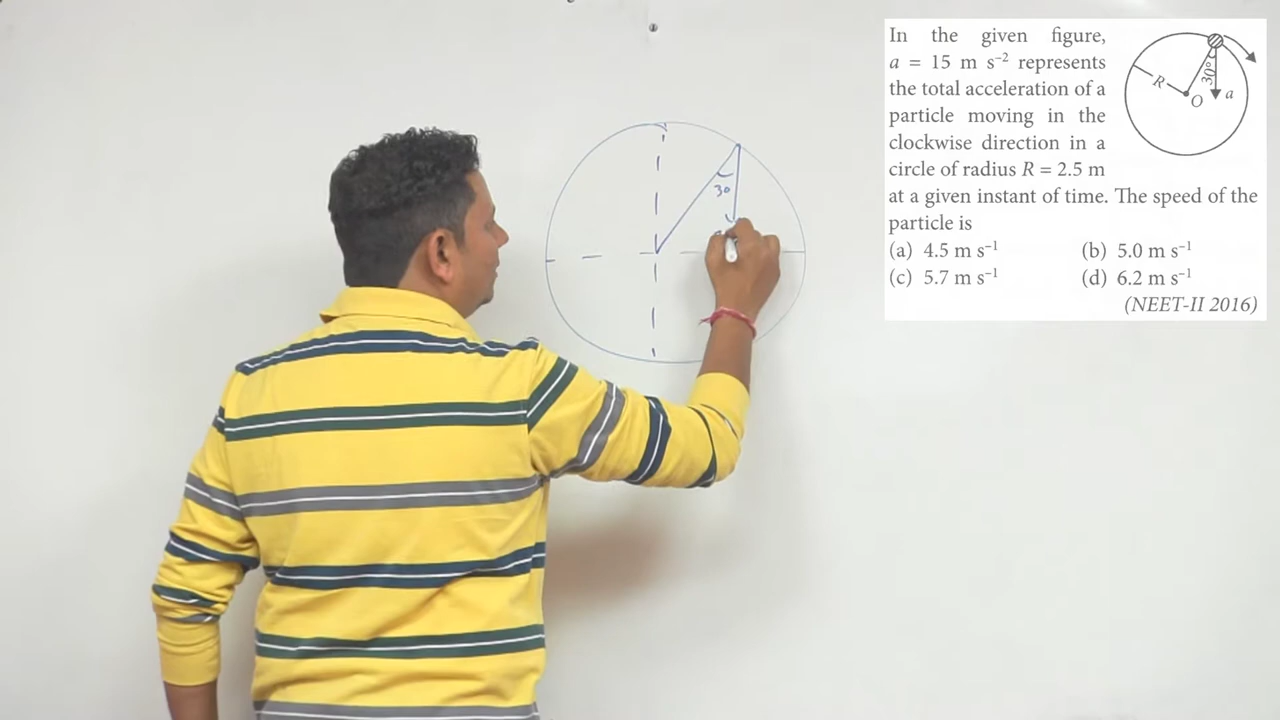 In the given figure,
a = 15 m s⁻² represents
the total acceleration of a
particle moving in the
clockwise direction in a
circle of radius R = 2.5 m
at a given instant of time. The speed of the
particle is
(a) 4.5 m s⁻¹ (b) 5.0 m s⁻¹
(c) 5.7 m s⁻¹ (d) 6.2 m s⁻¹
(NEET-II 2016)
R
O
30°
a
30